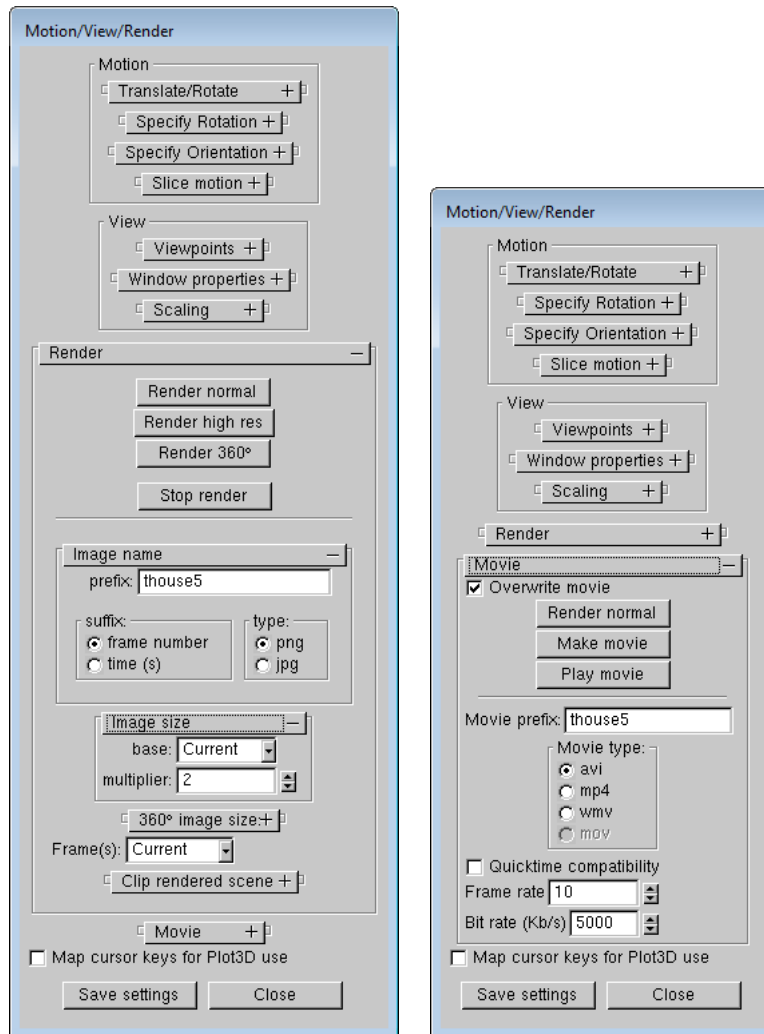 Motion/View/Render
Motion
Translate/Rotate +
Specify Rotation +
Specify Orientation +
Slice motion +
View
Viewpoints +
Window properties +
Scaling +
Render −
Render normal
Render high res
Render 360º
Stop render
Image name −
prefix: thouse5
suffix:
frame number
time (s)
type:
png
jpg
Image size −
base: Current
multiplier: 2
360º image size:+
Frame(s): Current
Clip rendered scene +
Movie +
Map cursor keys for Plot3D use
Save settings Close
Motion/View/Render
Motion
Translate/Rotate +
Specify Rotation +
Specify Orientation +
Slice motion +
View
Viewpoints +
Window properties +
Scaling +
Render +
Movie −
Overwrite movie
Render normal
Make movie
Play movie
Movie prefix: thouse5
Movie type:
avi
mp4
wmv
mov
Quicktime compatibility
Frame rate 10
Bit rate (Kb/s) 5000
Map cursor keys for Plot3D use
Save settings Close